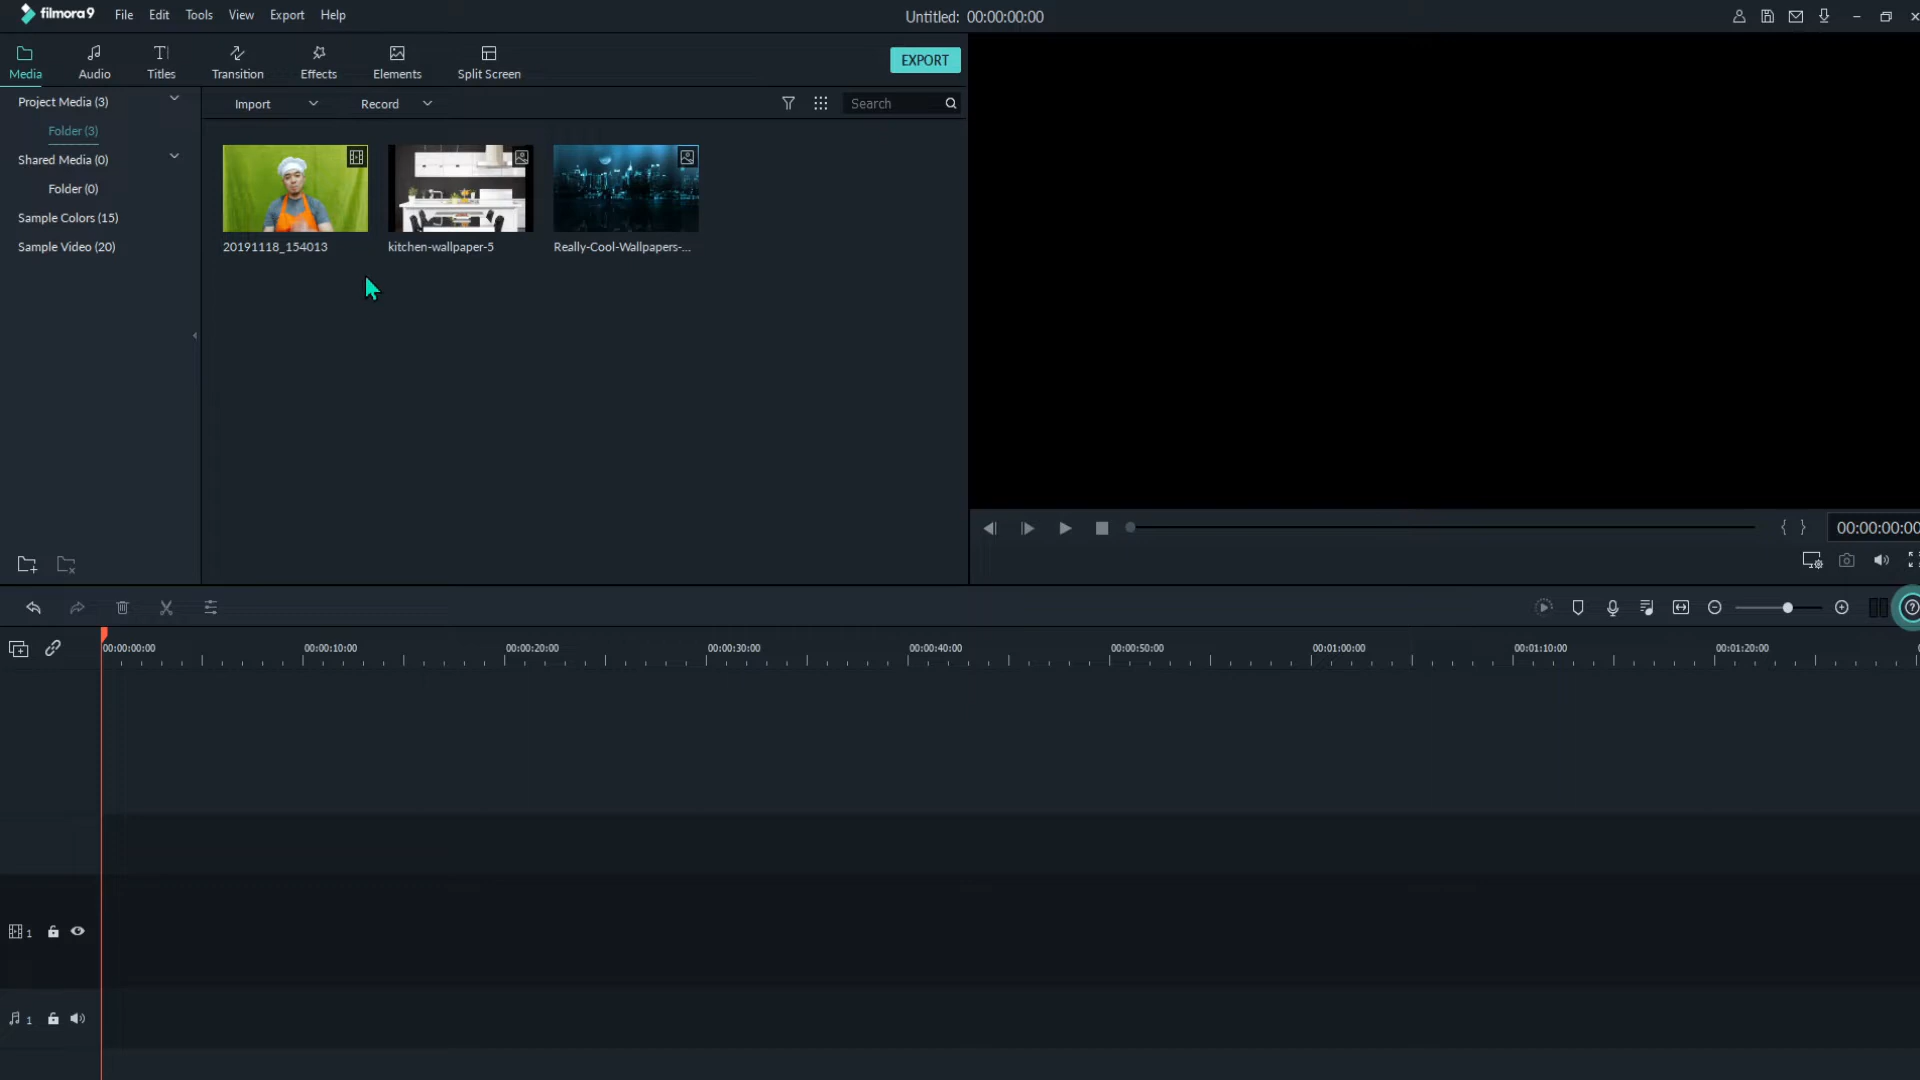 filmora9 File Edit Tools View Export Help
Untitled: 00:00:00:00
Media Audio Titles Transition Effects Elements Split Screen
EXPORT
Project Media (3)
Folder (3)
Shared Media (0)
Folder (0)
Sample Colors (15)
Sample Video (20)
Import Record Search
20191118_154013 kitchen-wallpaper-5 Really-Cool-Wallpapers-...
{ } 00:00:00:00
00:00:00:00 00:00:10:00 00:00:20:00 00:00:30:00 00:00:40:00 00:00:50:00 00:01:00:00 00:01:10:00 00:01:20:00
1
1